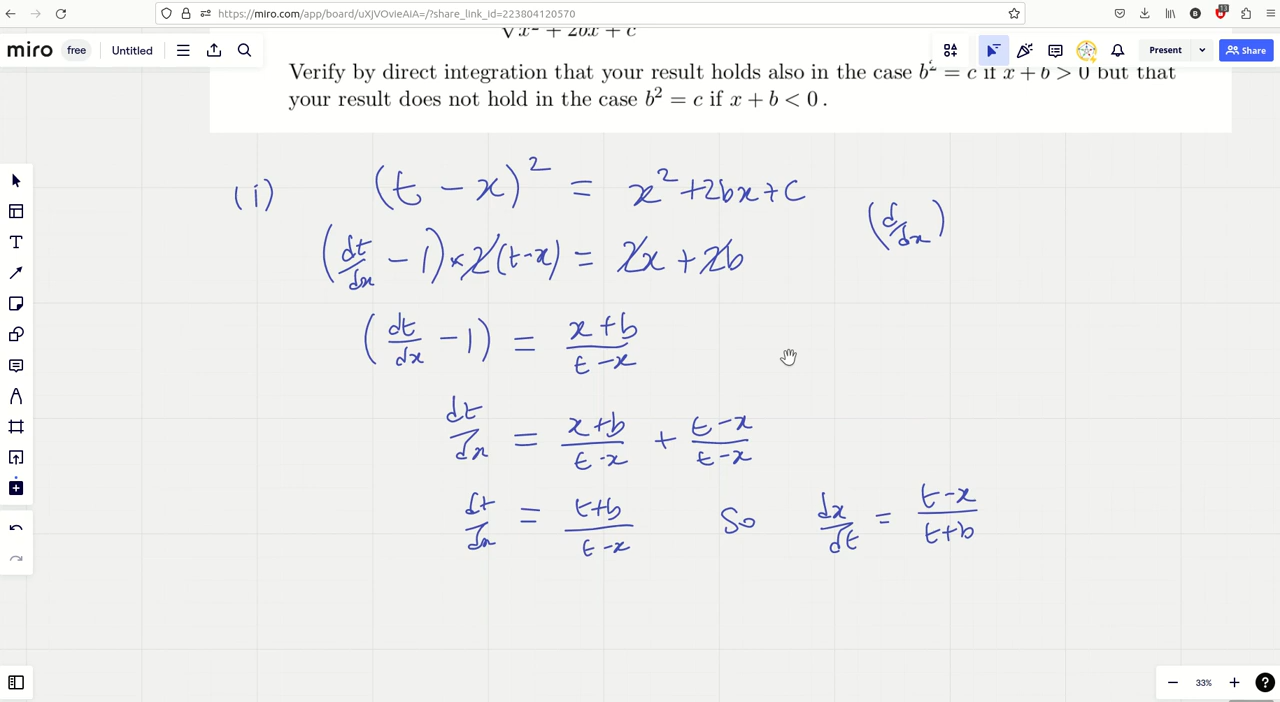 https://miro.com/app/board/uXJVOvieAIA=/?share_link_id=223804120570
13
miro free Untitled Present Share
√x² + 2bx + c
Verify by direct integration that your result holds also in the case b² = c if x + b > 0 but that
your result does not hold in the case b² = c if x + b < 0 .
(i) (t - x)² = x² + 2bx + c
(d/dx)
(dt/dx - 1) × 2(t-x) = 2x + 2b
(dt/dx - 1) = (x+b)/(t-x)
dt/dx = (x+b)/(t-x) + (t-x)/(t-x)
dt/dx = (t+b)/(t-x) So dx/dt = (t-x)/(t+b)
33%